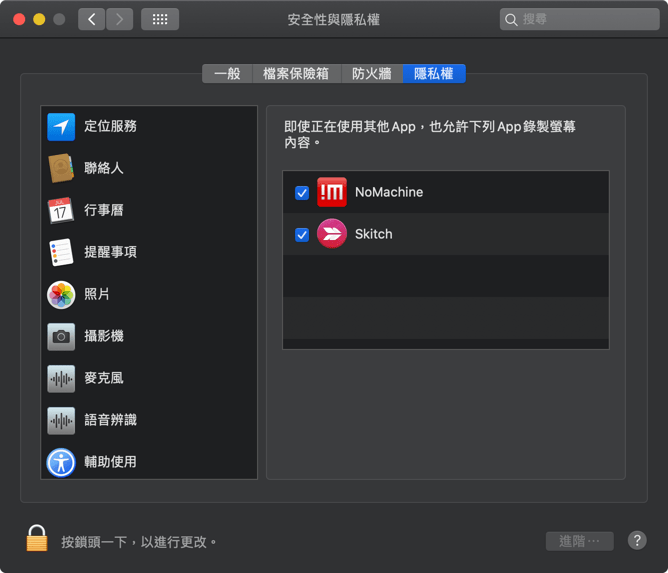 安全性與隱私權
搜尋
一般 檔案保險箱 防火牆 隱私權
定位服務
聯絡人
行事曆
提醒事項
照片
攝影機
麥克風
語音辨識
輔助使用
即使正在使用其他 App，也允許下列 App 錄製螢幕
內容。
NoMachine
Skitch
按鎖頭一下，以進行更改。
進階⋯
?
JUL
17
!M